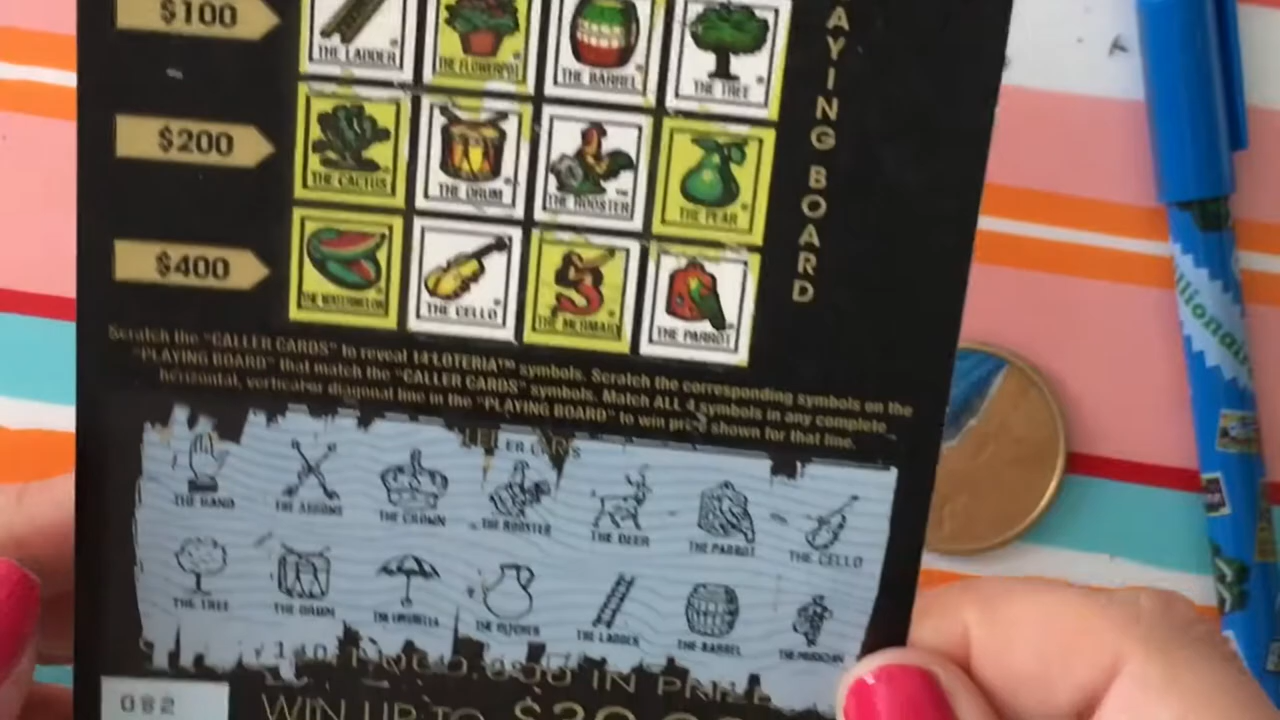 $100
THE LADDER THE FLOWERPOT THE BARREL THE TREE
$200
THE CACTUS THE DRUM THE ROOSTER THE PEAR
$400
THE WATERMELON THE CELLO THE MERMAID THE PARROT
AYING BOARD
Scratch the "CALLER CARDS" to reveal 14 LOTERIA™ symbols. Scratch the corresponding symbols on the
"PLAYING BOARD" that match the "CALLER CARDS" symbols. Match ALL 4 symbols in any complete
horizontal, vertical or diagonal line in the "PLAYING BOARD" to win prize shown for that line.
THE HAND THE ARROWS THE CROWN THE ROOSTER THE DEER THE PARROT THE CELLO
THE TREE THE DRUM THE UMBRELLA THE PITCHER THE LADDER THE BARREL THE MUSICIAN
IN PRIZE
082
WIN UP TO
llionair